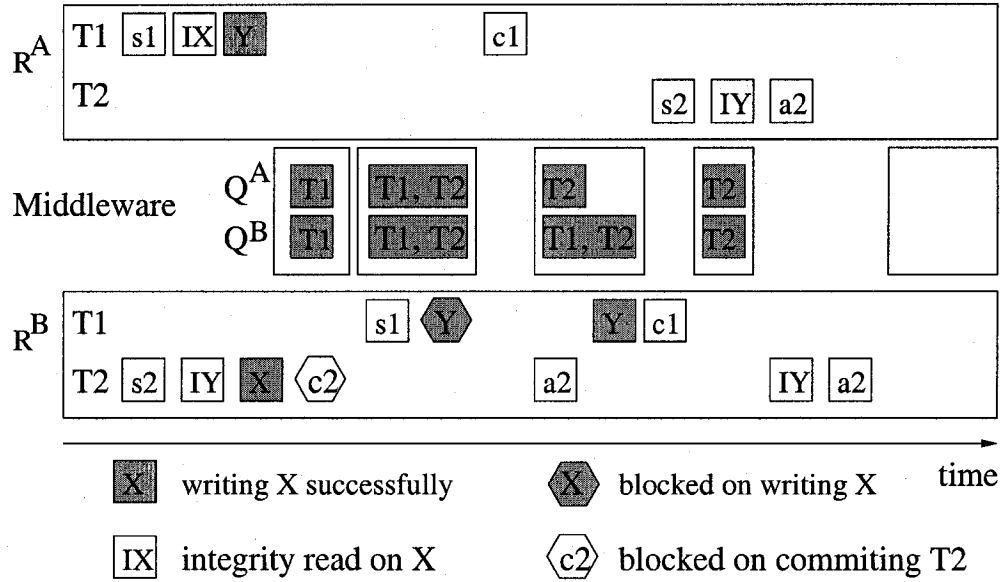 R^A T1 s1 IX Y c1
T2 s2 IY a2
Middleware
Q^A T1 T1, T2 T2 T2
Q^B T1 T1, T2 T1, T2 T2
R^B T1 s1 Y Y c1
T2 s2 IY X c2 a2 IY a2
time
X writing X successfully X blocked on writing X
IX integrity read on X c2 blocked on commiting T2